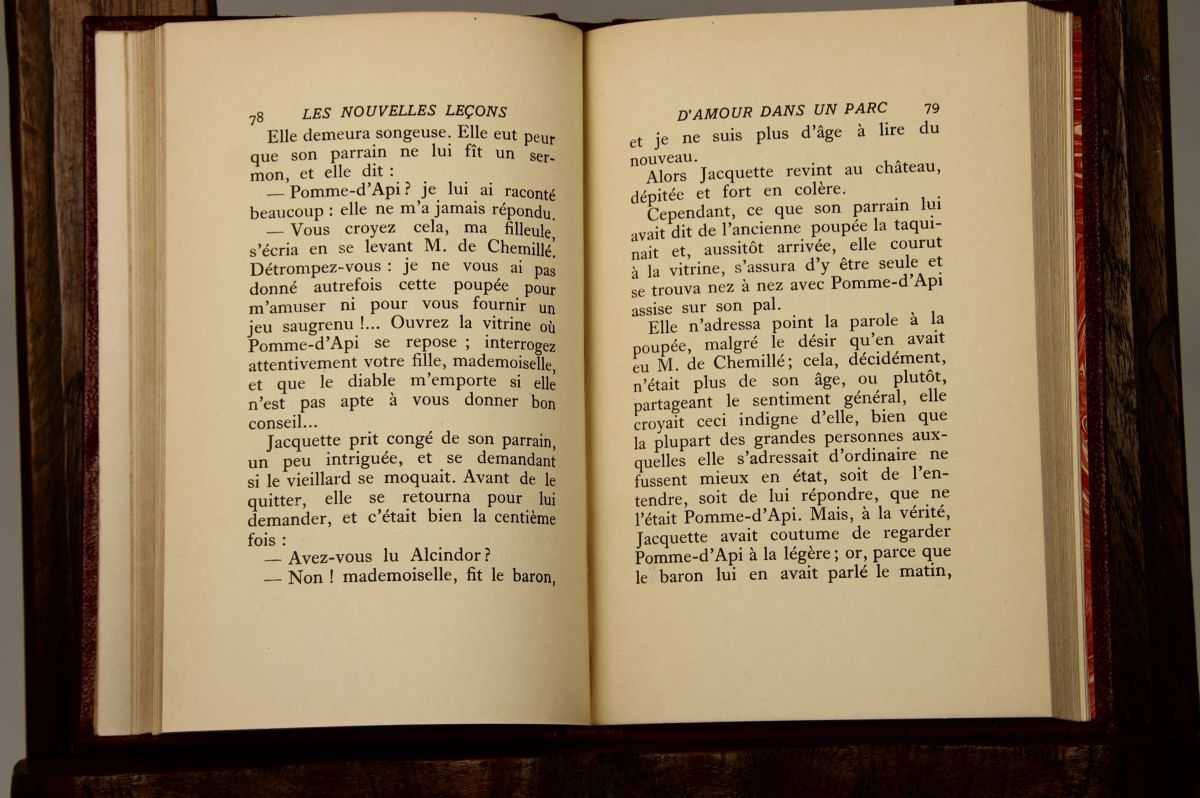 78 LES NOUVELLES LEÇONS
Elle demeura songeuse. Elle eut peur
que son parrain ne lui fît un ser-
mon, et elle dit :
— Pomme-d'Api ? je lui ai raconté
beaucoup : elle ne m'a jamais répondu.
— Vous croyez cela, ma filleule,
s'écria en se levant M. de Chemillé.
Détrompez-vous : je ne vous ai pas
donné autrefois cette poupée pour
m'amuser ni pour vous fournir un
jeu saugrenu !... Ouvrez la vitrine où
Pomme-d'Api se repose ; interrogez
attentivement votre fille, mademoiselle,
et que le diable m'emporte si elle
n'est pas apte à vous donner bon
conseil...
Jacquette prit congé de son parrain,
un peu intriguée, et se demandant
si le vieillard se moquait. Avant de le
quitter, elle se retourna pour lui
demander, et c'était bien la centième
fois :
— Avez-vous lu Alcindor ?
— Non ! mademoiselle, fit le baron,
D'AMOUR DANS UN PARC 79
et je ne suis plus d'âge à lire du
nouveau.
Alors Jacquette revint au château,
dépitée et fort en colère.
Cependant, ce que son parrain lui
avait dit de l'ancienne poupée la taqui-
nait et, aussitôt arrivée, elle courut
à la vitrine, s'assura d'y être seule et
se trouva nez à nez avec Pomme-d'Api
assise sur son pal.
Elle n'adressa point la parole à la
poupée, malgré le désir qu'en avait
eu M. de Chemillé ; cela, décidément,
n'était plus de son âge, ou plutôt,
partageant le sentiment général, elle
croyait ceci indigne d'elle, bien que
la plupart des grandes personnes aux-
quelles elle s'adressait d'ordinaire ne
fussent mieux en état, soit de l'en-
tendre, soit de lui répondre, que ne
l'était Pomme-d'Api. Mais, à la vérité,
Jacquette avait coutume de regarder
Pomme-d'Api à la légère ; or, parce que
le baron lui en avait parlé le matin,